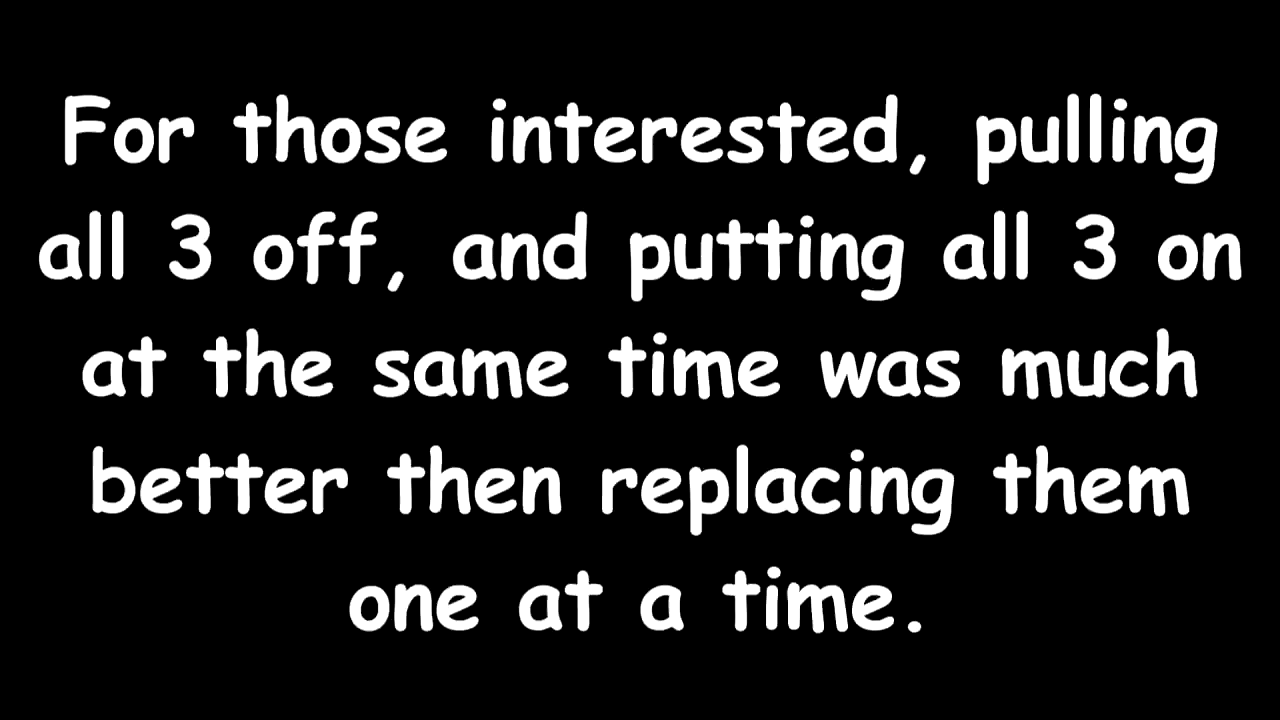 For those interested, pulling
all 3 off, and putting all 3 on
at the same time was much
better then replacing them
one at a time.